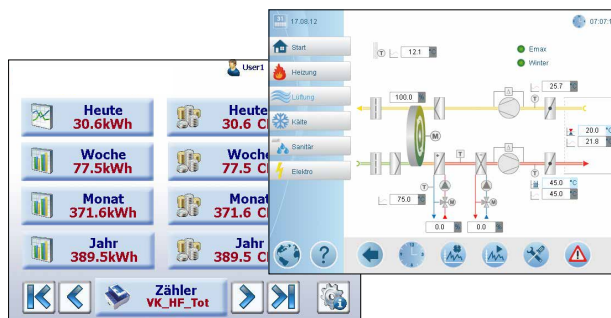 User1
Heute
30.6kWh
Heute
30.6 C
Woche
77.5kWh
Woche
77.5 C
Monat
371.6kWh
Monat
371.6 C
Jahr
389.5kWh
Jahr
389.5 C
Zähler
VK_HF_Tot
31
17.08.12
07:07:1
Start
Heizung
Lüftung
Kälte
Sanitär
Elektro
T
12.1
Emax
Winter
100.0
25.7
T
M
20.0 °C
21.8
T
T
75.0
M
M
T
45.0 °C
45.0
0.0
0.0
?